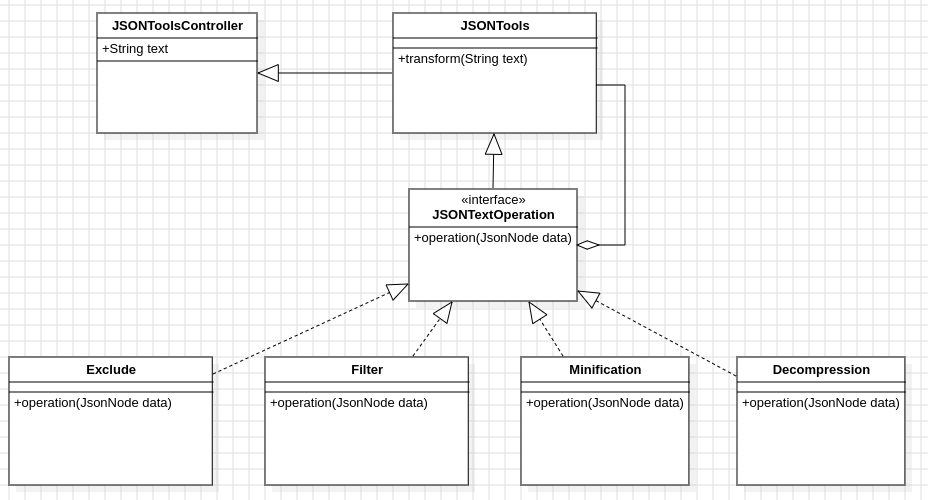 JSONToolsController
+String text
JSONTools
+transform(String text)
«interface»
JSONTextOperation
+operation(JsonNode data)
Exclude
+operation(JsonNode data)
Filter
+operation(JsonNode data)
Minification
+operation(JsonNode data)
Decompression
+operation(JsonNode data)